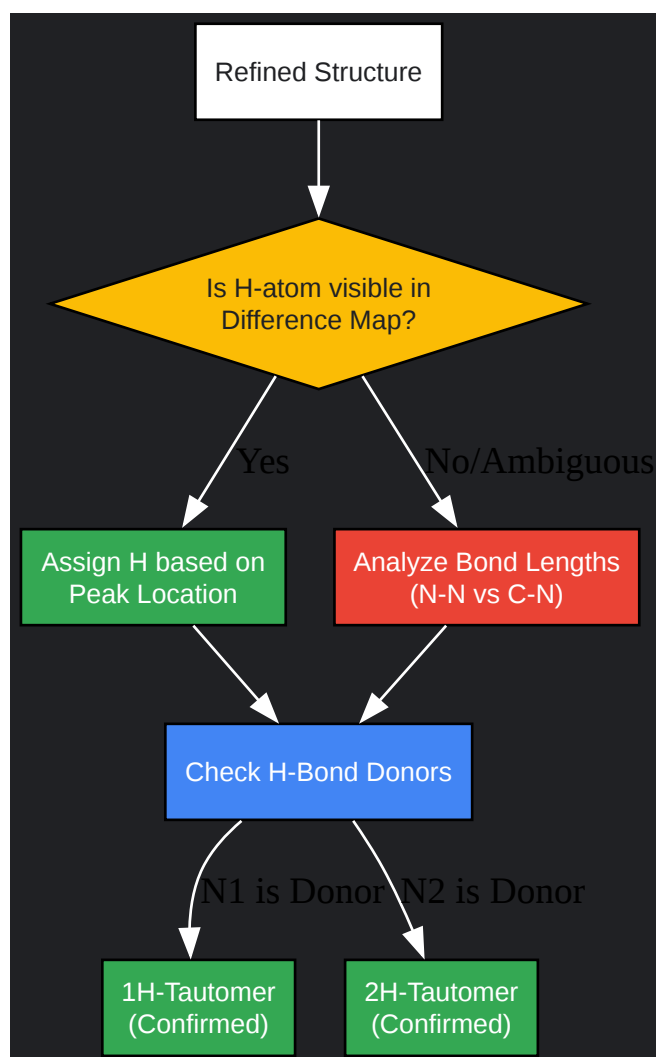 Refined Structure
Is H-atom visible in
Difference Map?
Yes
No/Ambiguous
Assign H based on
Peak Location
Analyze Bond Lengths
(N-N vs C-N)
Check H-Bond Donors
N1 is Donor
N2 is Donor
1H-Tautomer
(Confirmed)
2H-Tautomer
(Confirmed)